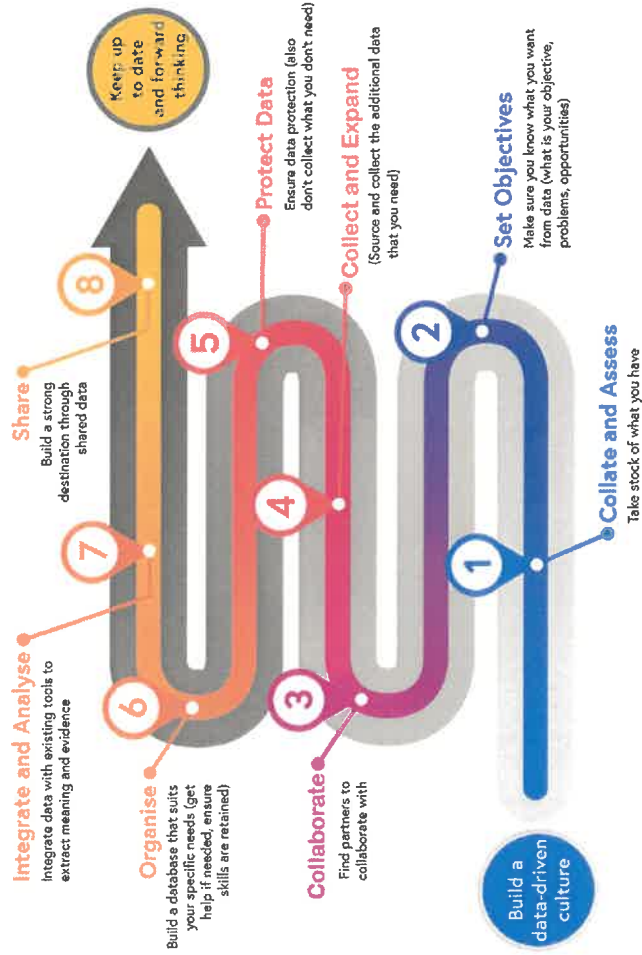 Build a
data-driven
culture
1
Collate and Assess
Take stock of what you have
2
Set Objectives
Make sure you know what you want
from data (what is your objective,
problems, opportunities)
3
Collaborate
Find partners to
collaborate with
4
Collect and Expand
(Source and collect the additional data
that you need)
5
Protect Data
Ensure data protection (also
don't collect what you don't need)
6
Organise
Build a database that suits
your specific needs (get
help if needed, ensure
skills are retained)
7
Integrate and Analyse
Integrate data with existing tools to
extract meaning and evidence
8
Share
Build a strong
destination through
shared data
Keep up
to date
and forward
thinking